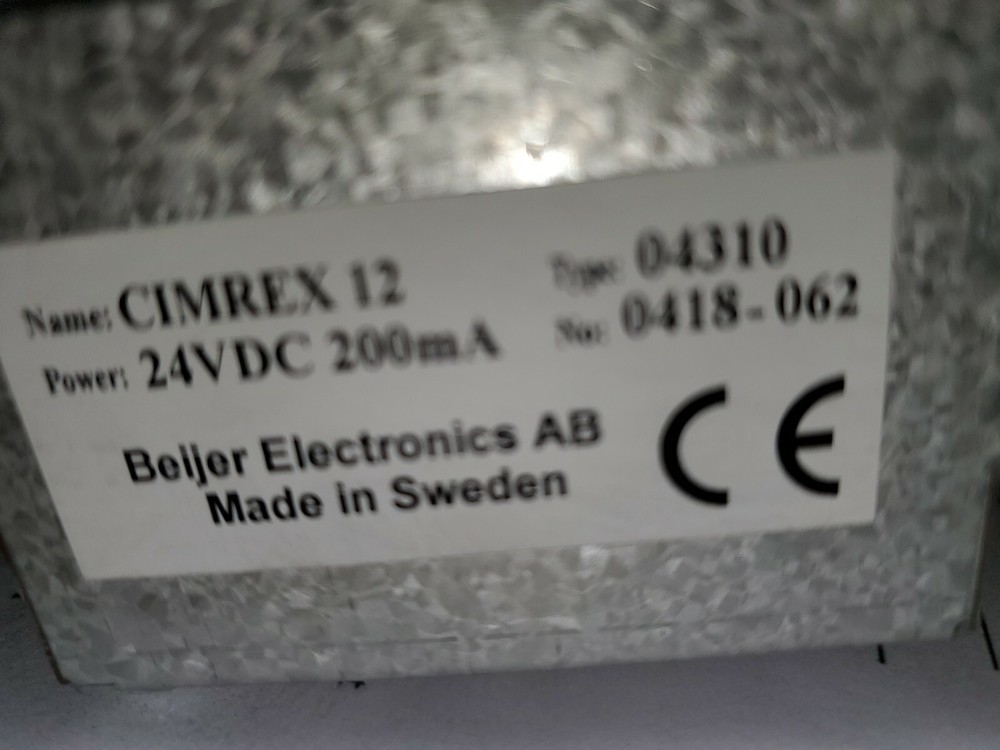 Name: CIMREX 12
Type: 04310
Power: 24VDC 200mA
No: 0418-062
Beijer Electronics AB
Made in Sweden
CE